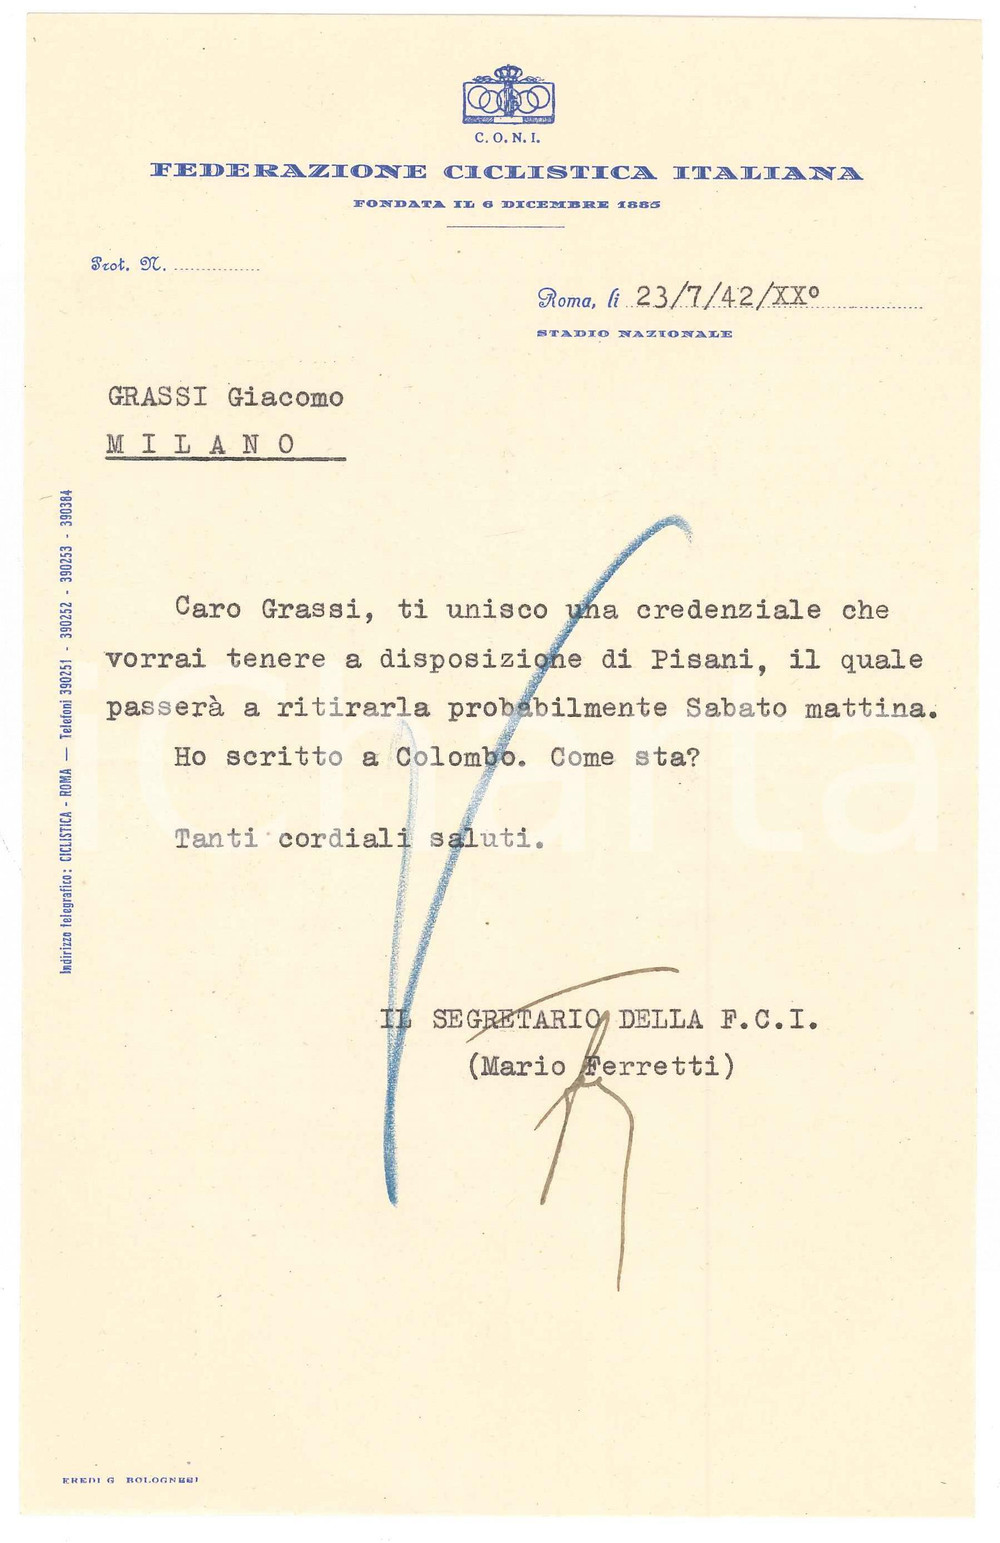 C. O. N. I.
FEDERAZIONE CICLISTICA ITALIANA
FONDATA IL 6 DICEMBRE 1885
Prot. N. ..................
Roma, li 23/7/42/XX°
STADIO NAZIONALE
GRASSI Giacomo
M I L A N O
Indirizzo telegrafico: CICLISTICA - ROMA — Telefoni 390251 - 390252 - 390253 - 390384
Caro Grassi, ti unisco una credenziale che
vorrai tenere a disposizione di Pisani, il quale
passerà a ritirarla probabilmente Sabato mattina.
Ho scritto a Colombo. Come sta?
Tanti cordiali saluti.
IL SEGRETARIO DELLA F.C.I.
(Mario Ferretti)
EREDI G BOLOGNESI
iCharta